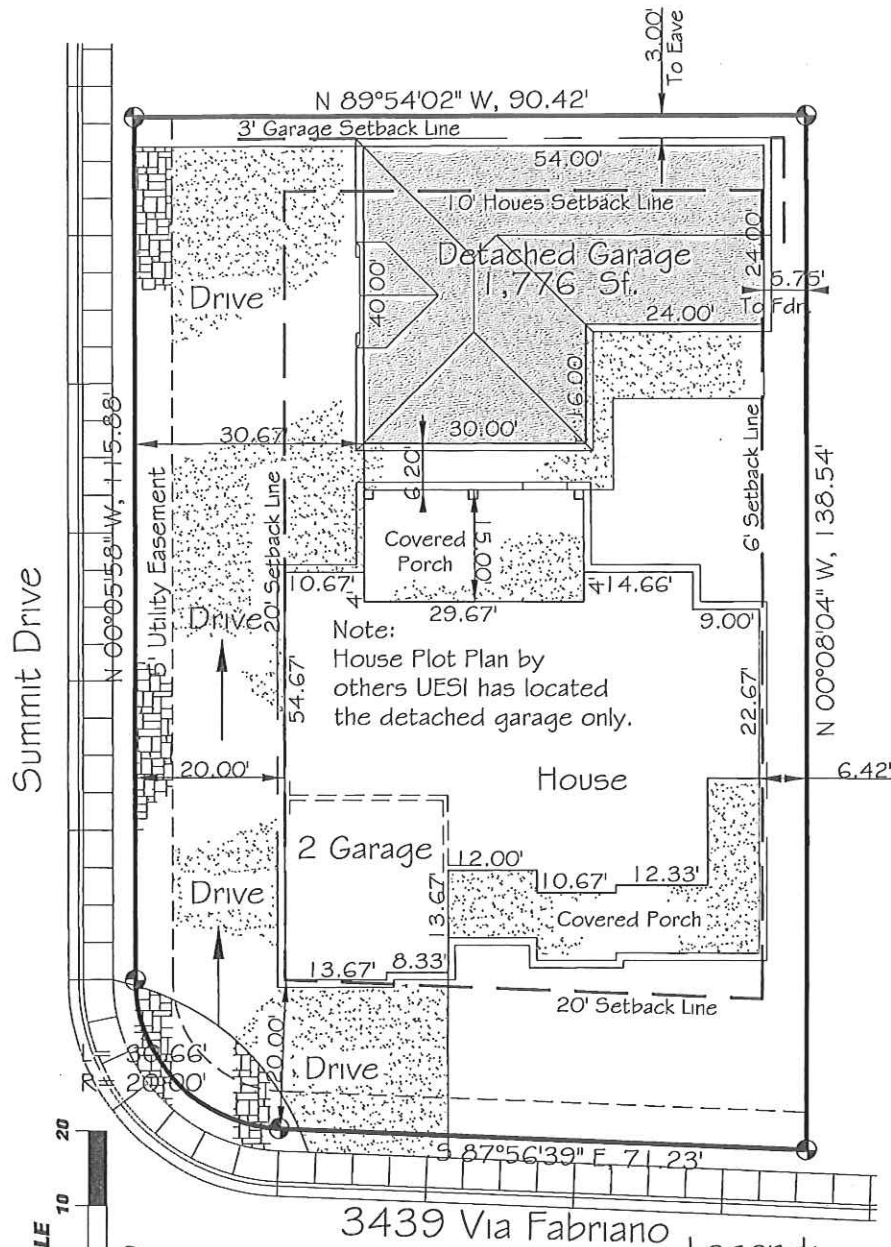 3.00'
To Eave
N 89°54'02" W, 90.42'
3' Garage Setback Line
54.00'
10' Houes Setback Line
Detached Garage
1,776 Sf.
24.00'
5.75'
To Fdn.
24.00'
Drive
40.00'
16.00'
30.67'
30.00'
6.20'
N 00°05'58" W, 115.88'
5' Utility Easement
20' Setback Line
6' Setback Line
N 00°08'04" W, 138.54'
Summit Drive
Covered
Porch
15.00'
10.67'
4'
29.67'
4'
14.66'
9.00'
Drive
54.67'
Note:
House Plot Plan by
others UESI has located
the detached garage only.
22.67'
20.00'
House
6.42'
2 Garage
12.00'
10.67'
12.33'
13.67'
Covered Porch
Drive
13.67'
8.33'
20' Setback Line
20.00'
L= 30.66'
R= 20.00'
Drive
S 87°56'39" E, 71.23'
3439 Via Fabriano
20
10